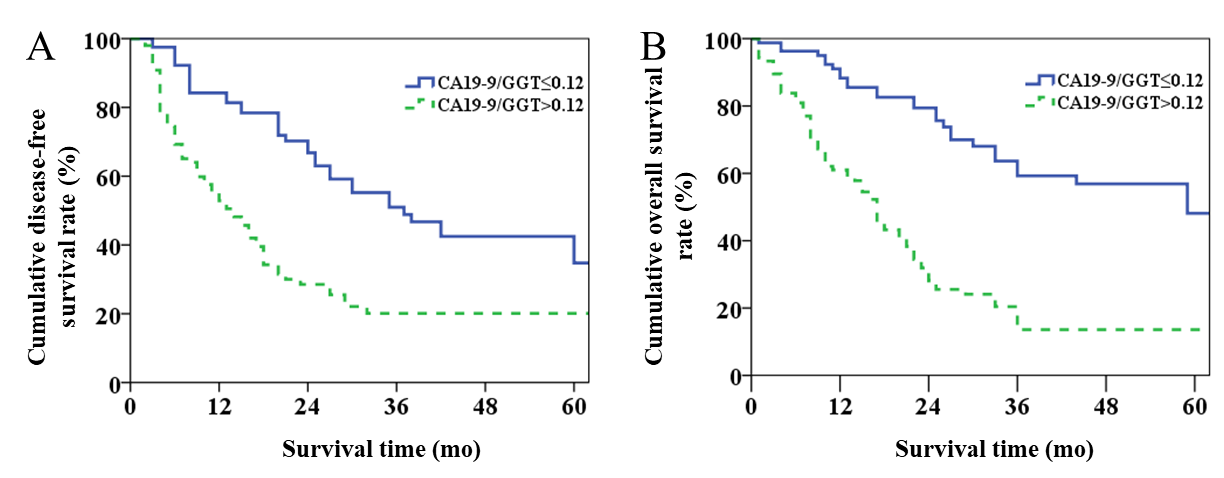 A
Cumulative disease-free
survival rate (%)
100
80
60
40
20
0
0 12 24 36 48 60
Survival time (mo)
CA19-9/GGT≤0.12
CA19-9/GGT>0.12
B
Cumulative overall survival
rate (%)
100
80
60
40
20
0
0 12 24 36 48 60
Survival time (mo)
CA19-9/GGT≤0.12
CA19-9/GGT>0.12